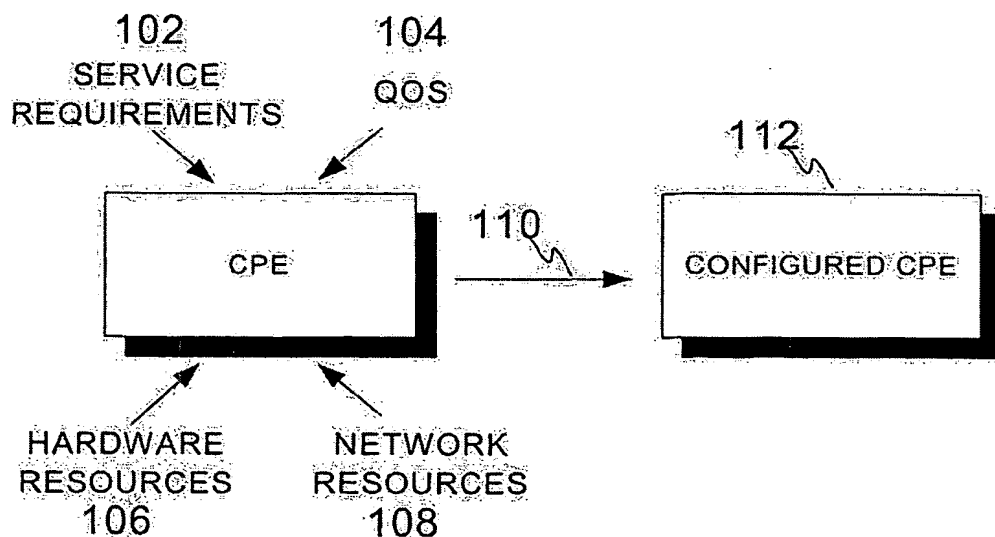 102
SERVICE
REQUIREMENTS
104
QOS
112
CPE
110
CONFIGURED CPE
HARDWARE
RESOURCES
106
NETWORK
RESOURCES
108